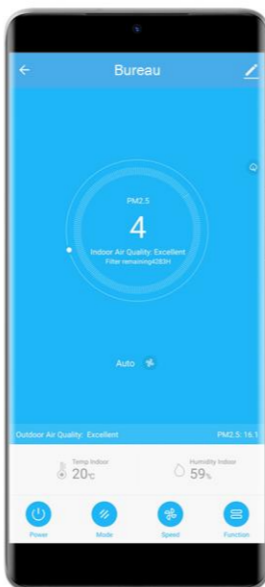 Bureau
PM2.5
4
Indoor Air Quality: Excellent
Filter remaining4283H
Auto
Outdoor Air Quality: Excellent PM2.5: 16.1
Temp Indoor Humidity Indoor
20℃ 59%
Power Mode Speed Function